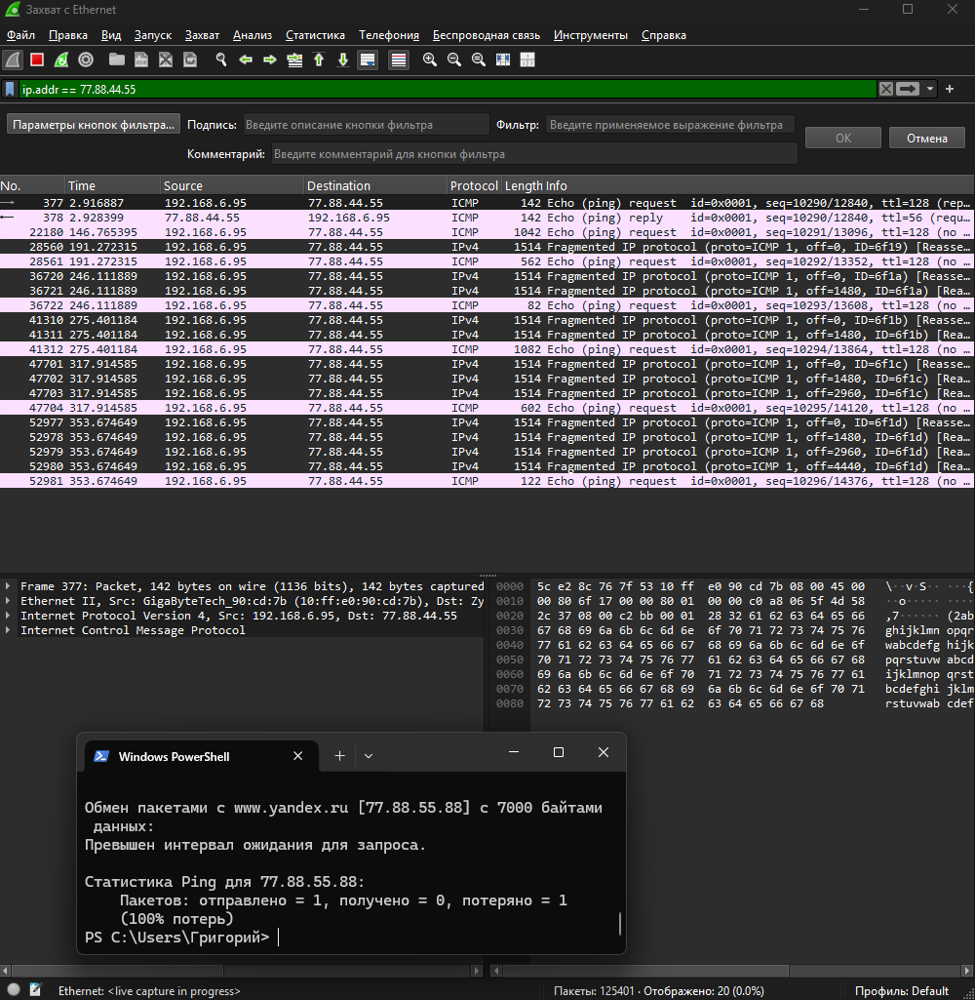 Захват с Ethernet
Файл Правка Вид Запуск Захват Анализ Статистика Телефония Беспроводная связь Инструменты Справка
ip.addr == 77.88.44.55
Параметры кнопок фильтра... Подпись: Введите описание кнопки фильтра Фильтр: Введите применяемое выражение фильтра
Комментарий: Введите комментарий для кнопки фильтра
OK Отмена
No. Time Source Destination Protocol Length Info
377 2.916887 192.168.6.95 77.88.44.55 ICMP 142 Echo (ping) request id=0x0001, seq=10290/12840, ttl=128 (rep…
378 2.928399 77.88.44.55 192.168.6.95 ICMP 142 Echo (ping) reply id=0x0001, seq=10290/12840, ttl=56 (requ…
22180 146.765395 192.168.6.95 77.88.44.55 ICMP 1042 Echo (ping) request id=0x0001, seq=10291/13096, ttl=128 (no …
28560 191.272315 192.168.6.95 77.88.44.55 IPv4 1514 Fragmented IP protocol (proto=ICMP 1, off=0, ID=6f19) [Reasse…
28561 191.272315 192.168.6.95 77.88.44.55 ICMP 562 Echo (ping) request id=0x0001, seq=10292/13352, ttl=128 (no …
36720 246.111889 192.168.6.95 77.88.44.55 IPv4 1514 Fragmented IP protocol (proto=ICMP 1, off=0, ID=6f1a) [Reasse…
36721 246.111889 192.168.6.95 77.88.44.55 IPv4 1514 Fragmented IP protocol (proto=ICMP 1, off=1480, ID=6f1a) [Rea…
36722 246.111889 192.168.6.95 77.88.44.55 ICMP 82 Echo (ping) request id=0x0001, seq=10293/13608, ttl=128 (no …
41310 275.401184 192.168.6.95 77.88.44.55 IPv4 1514 Fragmented IP protocol (proto=ICMP 1, off=0, ID=6f1b) [Reasse…
41311 275.401184 192.168.6.95 77.88.44.55 IPv4 1514 Fragmented IP protocol (proto=ICMP 1, off=1480, ID=6f1b) [Rea…
41312 275.401184 192.168.6.95 77.88.44.55 ICMP 1082 Echo (ping) request id=0x0001, seq=10294/13864, ttl=128 (no …
47701 317.914585 192.168.6.95 77.88.44.55 IPv4 1514 Fragmented IP protocol (proto=ICMP 1, off=0, ID=6f1c) [Reasse…
47702 317.914585 192.168.6.95 77.88.44.55 IPv4 1514 Fragmented IP protocol (proto=ICMP 1, off=1480, ID=6f1c) [Rea…
47703 317.914585 192.168.6.95 77.88.44.55 IPv4 1514 Fragmented IP protocol (proto=ICMP 1, off=2960, ID=6f1c) [Rea…
47704 317.914585 192.168.6.95 77.88.44.55 ICMP 602 Echo (ping) request id=0x0001, seq=10295/14120, ttl=128 (no …
52977 353.674649 192.168.6.95 77.88.44.55 IPv4 1514 Fragmented IP protocol (proto=ICMP 1, off=0, ID=6f1d) [Reasse…
52978 353.674649 192.168.6.95 77.88.44.55 IPv4 1514 Fragmented IP protocol (proto=ICMP 1, off=1480, ID=6f1d) [Rea…
52979 353.674649 192.168.6.95 77.88.44.55 IPv4 1514 Fragmented IP protocol (proto=ICMP 1, off=2960, ID=6f1d) [Rea…
52980 353.674649 192.168.6.95 77.88.44.55 IPv4 1514 Fragmented IP protocol (proto=ICMP 1, off=4440, ID=6f1d) [Rea…
52981 353.674649 192.168.6.95 77.88.44.55 ICMP 122 Echo (ping) request id=0x0001, seq=10296/14376, ttl=128 (no …
Frame 377: Packet, 142 bytes on wire (1136 bits), 142 bytes captured
Ethernet II, Src: GigaByteTech_90:cd:7b (10:ff:e0:90:cd:7b), Dst: Zy
Internet Protocol Version 4, Src: 192.168.6.95, Dst: 77.88.44.55
Internet Control Message Protocol
0000 5c e2 8c 76 7f 53 10 ff e0 90 cd 7b 08 00 45 00 \··v·S·· ···{
0010 00 80 6f 17 00 00 80 01 00 00 c0 a8 06 5f 4d 58 ··o·····
0020 2c 37 08 00 c2 bb 00 01 28 32 61 62 63 64 65 66 ,7······ (2ab
0030 67 68 69 6a 6b 6c 6d 6e 6f 70 71 72 73 74 75 76 ghijklmn opqr
0040 77 61 62 63 64 65 66 67 68 69 6a 6b 6c 6d 6e 6f wabcdefg hijk
0050 70 71 72 73 74 75 76 77 61 62 63 64 65 66 67 68 pqrstuvw abcd
0060 69 6a 6b 6c 6d 6e 6f 70 71 72 73 74 75 76 77 61 ijklmnop qrst
0070 62 63 64 65 66 67 68 69 6a 6b 6c 6d 6e 6f 70 71 bcdefghi jklm
0080 72 73 74 75 76 77 61 62 63 64 65 66 67 68 rstuvwab cdef
Windows PowerShell
Обмен пакетами с www.yandex.ru [77.88.55.88] с 7000 байтами
данных:
Превышен интервал ожидания для запроса.
Статистика Ping для 77.88.55.88:
Пакетов: отправлено = 1, получено = 0, потеряно = 1
(100% потерь)
PS C:\Users\Григорий>
Ethernet: <live capture in progress> Пакеты: 125401 · Отображено: 20 (0.0%) Профиль: Default